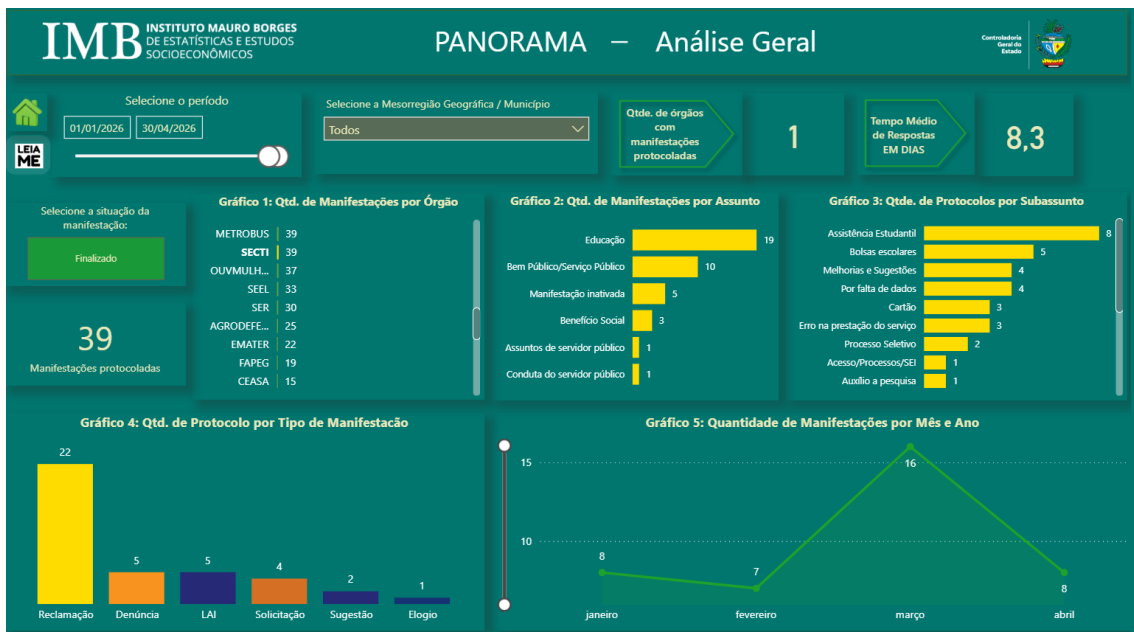 IMB
INSTITUTO MAURO BORGES
DE ESTATÍSTICAS E ESTUDOS
SOCIOECONÔMICOS
PANORMA – Análise Geral
Controladoria
Geral do
Estado
LEIA
ME
Selecione o período
01/01/2026 30/04/2026
Selecione a Mesorregião Geográfica / Município
Todos
Qtde. de órgãos
com
manifestações
protocoladas
1
Tempo Médio
de Respostas
EM DIAS
8,3
Selecione a situação da
manifestação:
Finalizado
39
Manifestações protocoladas
Gráfico 1: Qtd. de Manifestações por Órgão
METROBUS 39
SECTI 39
OUVMULH... 37
SEEL 33
SER 30
AGRODEFE... 25
EMATER 22
FAPEG 19
CEASA 15
Gráfico 2: Qtd. de Manifestações por Assunto
Educação 19
Bem Público/Serviço Público 10
Manifestação inativada 5
Benefício Social 3
Assuntos de servidor público 1
Conduta do servidor público 1
Gráfico 3: Qtde. de Protocolos por Subassunto
Assistência Estudantil 8
Bolsas escolares 5
Melhorias e Sugestões 4
Por falta de dados 4
Cartão 3
Erro na prestação do serviço 3
Processo Seletivo 2
Acesso/Processos/SEI 1
Auxílio a pesquisa 1
Gráfico 4: Qtd. de Protocolo por Tipo de Manifestacão
22
5
5
4
2
1
Reclamação Denúncia LAI Solicitação Sugestão Elogio
Gráfico 5: Quantidade de Manifestações por Mês e Ano
15
10
8
7
16
8
janeiro fevereiro março abril